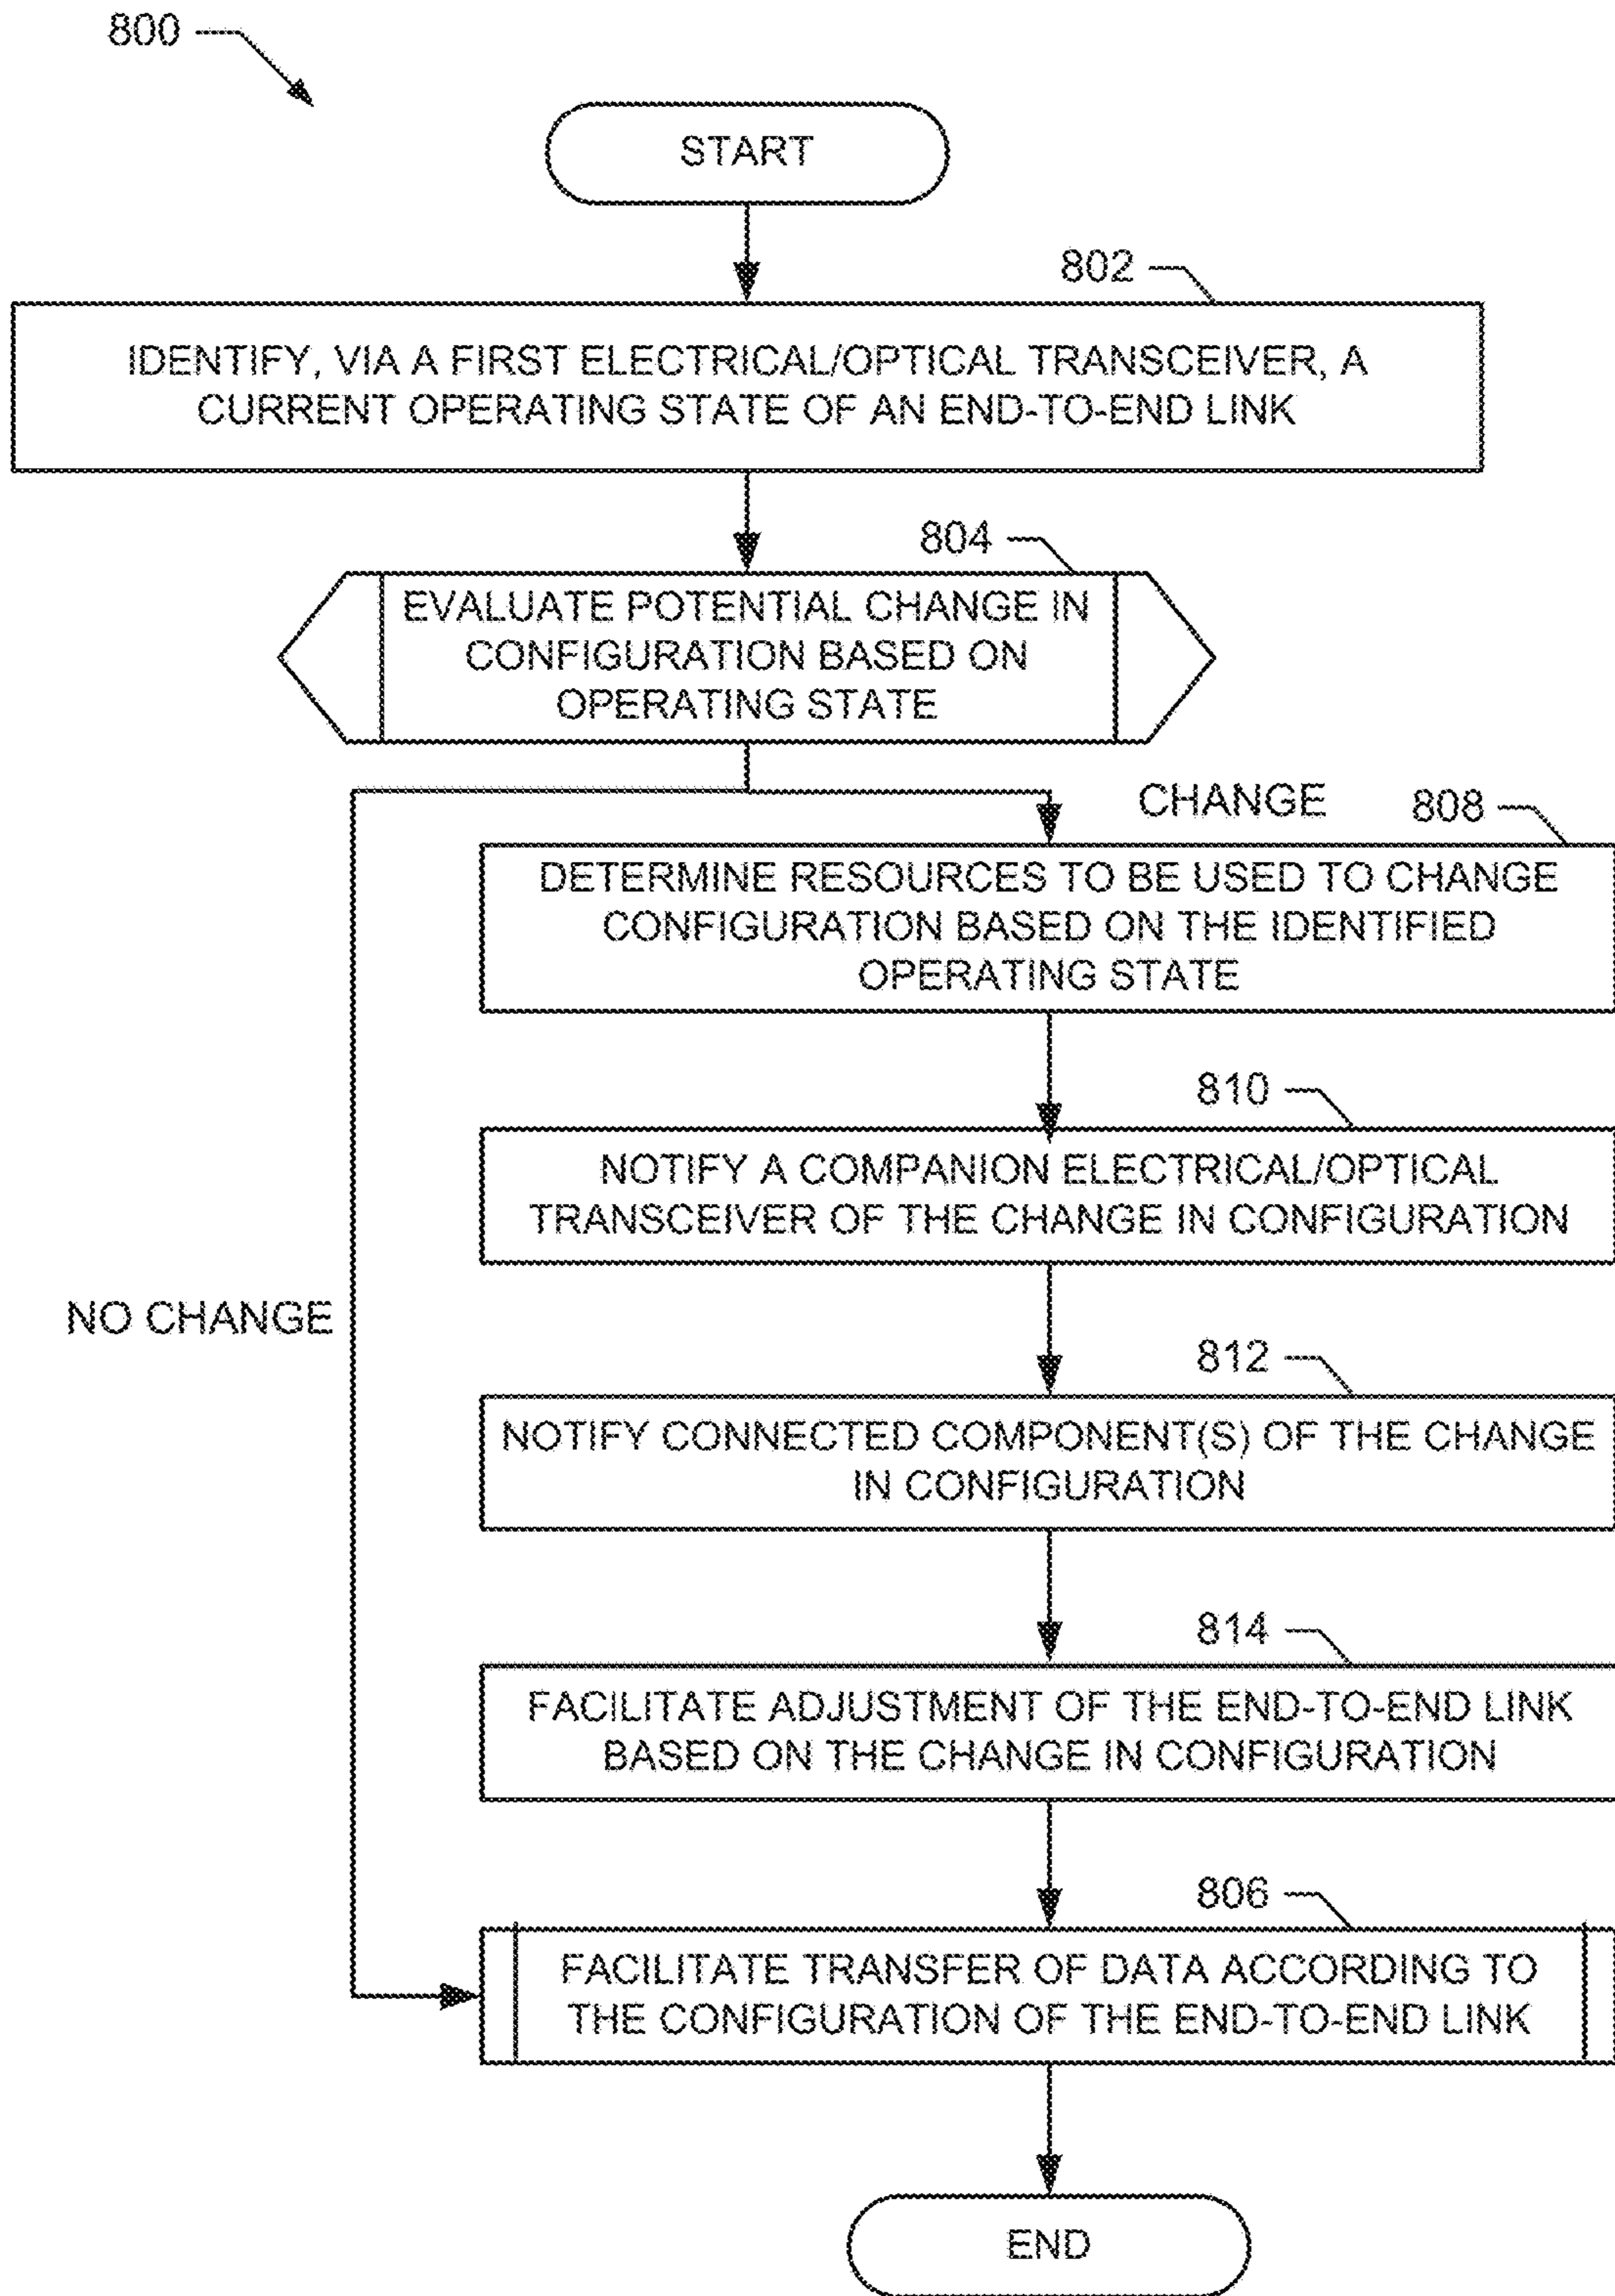 800
START
802
IDENTIFY, VIA A FIRST ELECTRICAL/OPTICAL TRANSCEIVER, A
CURRENT OPERATING STATE OF AN END-TO-END LINK
804
EVALUATE POTENTIAL CHANGE IN
CONFIGURATION BASED ON
OPERATING STATE
CHANGE
808
DETERMINE RESOURCES TO BE USED TO CHANGE
CONFIGURATION BASED ON THE IDENTIFIED
OPERATING STATE
810
NOTIFY A COMPANION ELECTRICAL/OPTICAL
TRANSCEIVER OF THE CHANGE IN CONFIGURATION
NO CHANGE
812
NOTIFY CONNECTED COMPONENT(S) OF THE CHANGE
IN CONFIGURATION
814
FACILITATE ADJUSTMENT OF THE END-TO-END LINK
BASED ON THE CHANGE IN CONFIGURATION
806
FACILITATE TRANSFER OF DATA ACCORDING TO
THE CONFIGURATION OF THE END-TO-END LINK
END